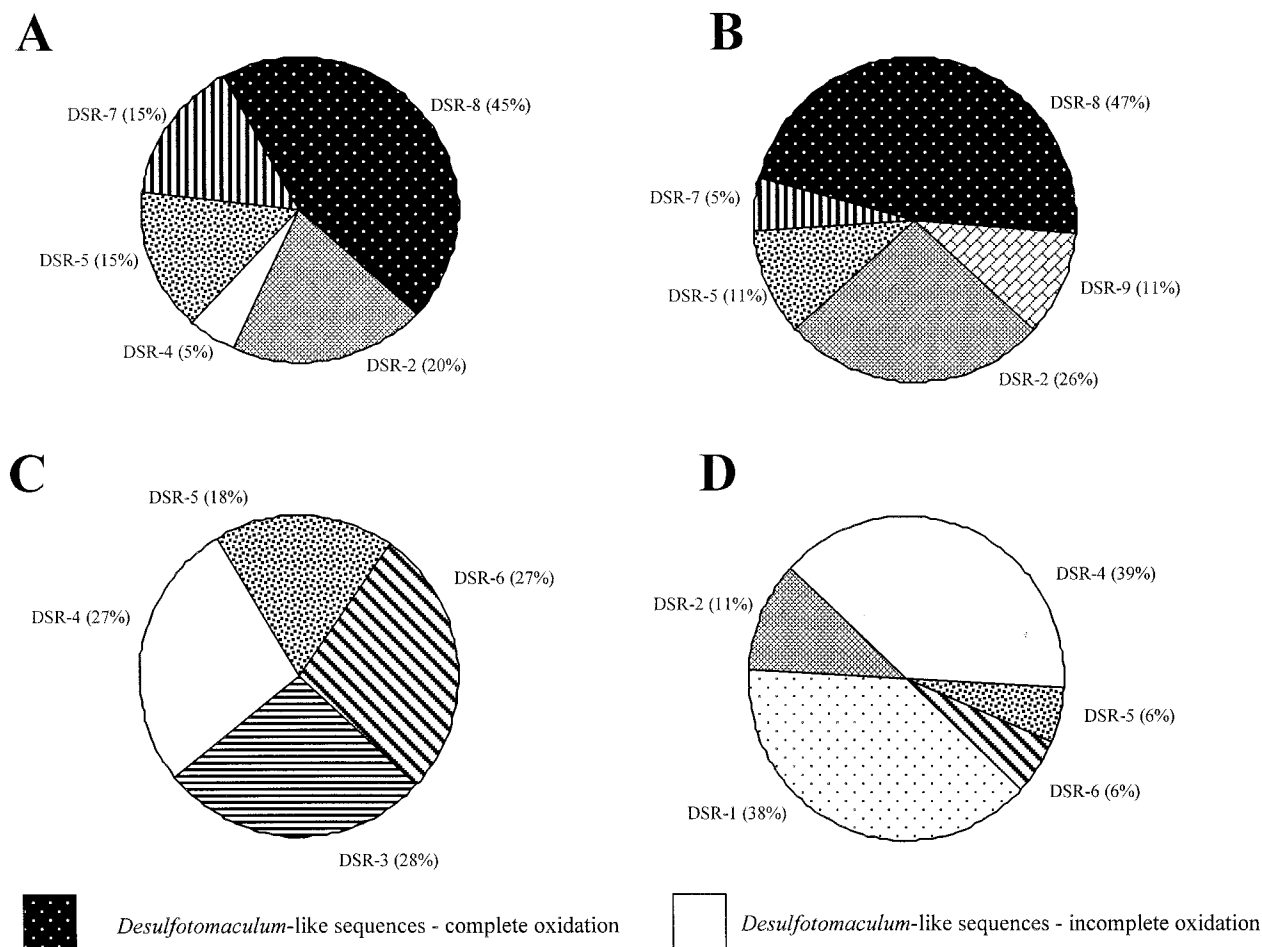 A
B
DSR-8 (45%)
DSR-7 (15%)
DSR-5 (15%)
DSR-4 (5%)
DSR-2 (20%)
DSR-8 (47%)
DSR-7 (5%)
DSR-5 (11%)
DSR-9 (11%)
DSR-2 (26%)
C
D
DSR-5 (18%)
DSR-6 (27%)
DSR-4 (27%)
DSR-3 (28%)
DSR-4 (39%)
DSR-2 (11%)
DSR-5 (6%)
DSR-6 (6%)
DSR-1 (38%)
Desulfotomaculum-like sequences - complete oxidation
Desulfotomaculum-like sequences - incomplete oxidation